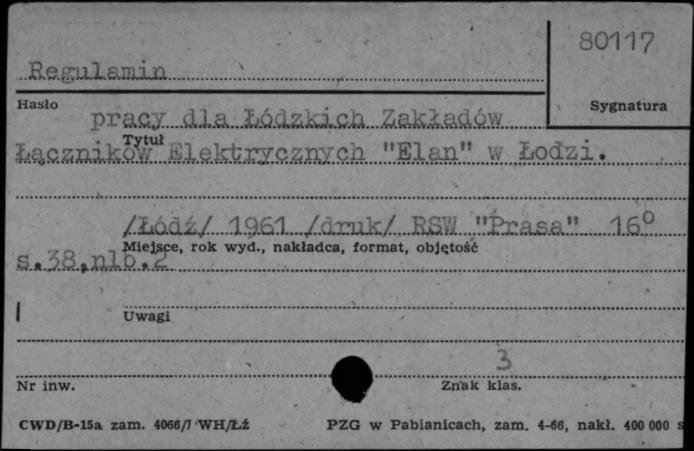 80117
Regulamin
Hasło
Sygnatura
pracy dla Łódzkich Zakładów
Tytuł
Łączników Elektrycznych "Elan" w Łodzi.
/Łódź/ 1961 /druk/ RSW "Prasa" 16°
Miejsce, rok wyd., nakładca, format, objętość
s.38,nlb.2
Uwagi
3
Nr inw.
Znak klas.
CWD/B-15a zam. 4066/7 WH/Łż
PZG w Pabianicach, zam. 4-66, nakł. 400 000 s